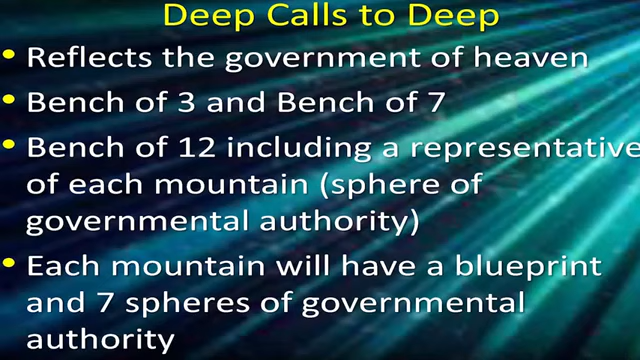 Deep Calls to Deep
• Reflects the government of heaven
• Bench of 3 and Bench of 7
• Bench of 12 including a representative
of each mountain (sphere of
governmental authority)
• Each mountain will have a blueprint
and 7 spheres of governmental
authority